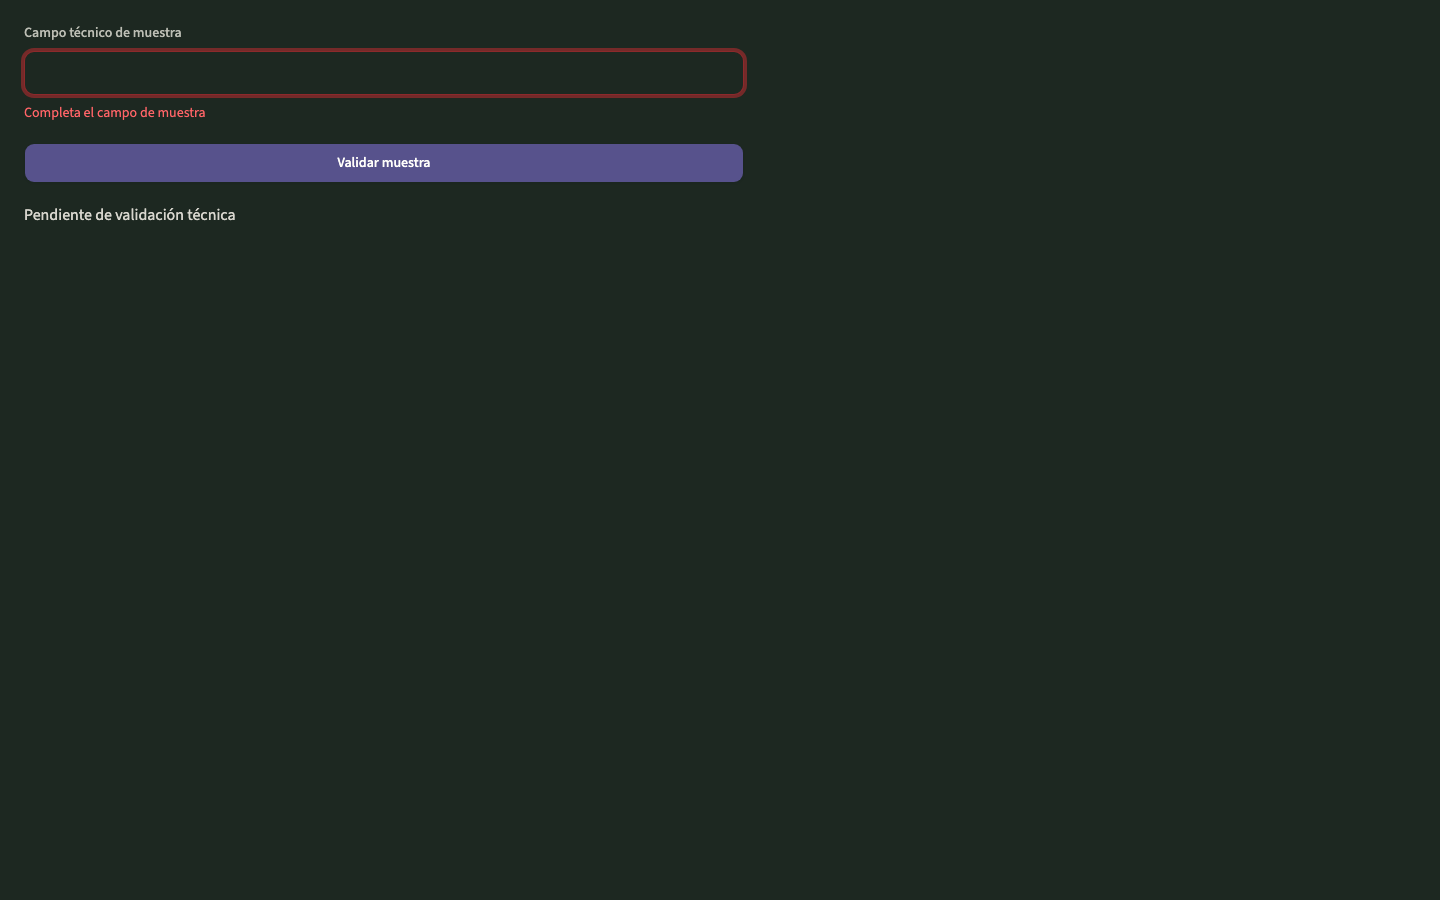 Campo técnico de muestra
Completa el campo de muestra
Validar muestra
Pendiente de validación técnica